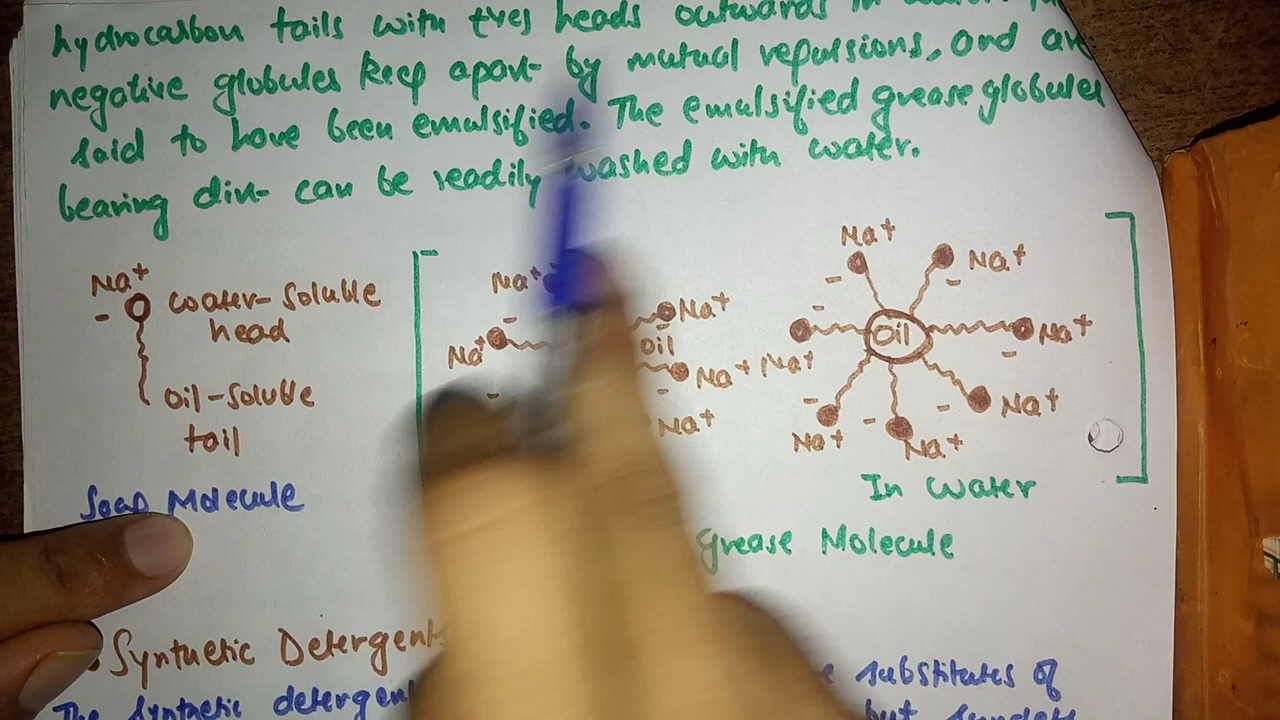 hydrocarbon tails with tves heads outwards in
negative globules keep apart by mutual repulsions, and are
said to have been emulsified. The emulsified grease globules
bearing dirt can be readily washed with water.
Na+
- water-soluble
head
oil-soluble
tail
Soap Molecule
Na+
-
Na+
-
Na+
-
oil
Na+
-
Na+
Na+
-
Na+
-
Na+
Oil
Na+
-
Na+
-
Na+
-
Na+
-
Na+
-
In water
Grease Molecule
Synthetic Detergents
The synthetic detergent
substitutes of
but